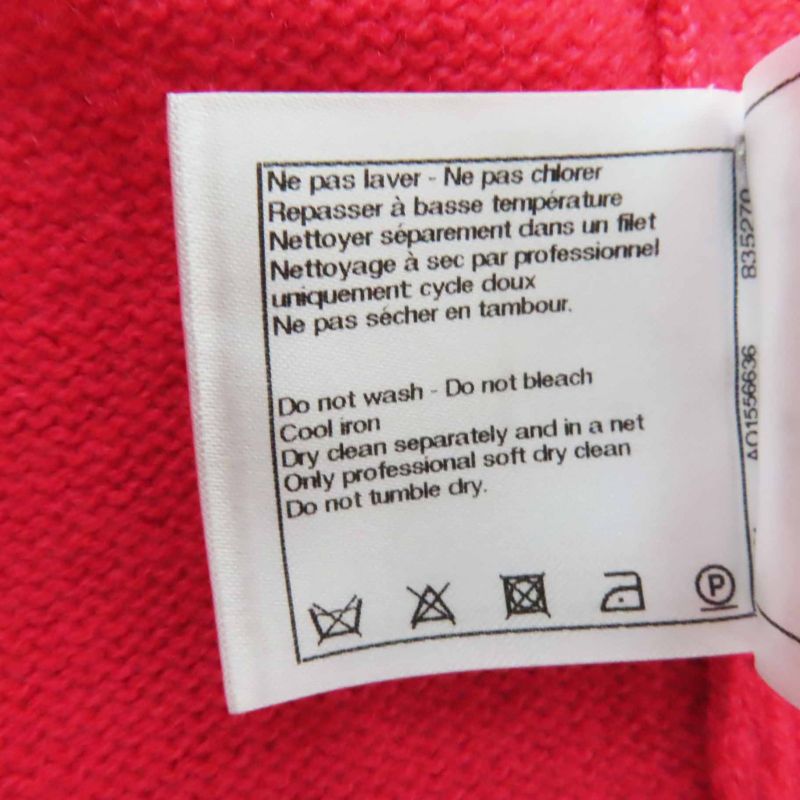 Ne pas laver - Ne pas chlorer
Repasser à basse température
Nettoyer séparement dans un filet
Nettoyage à sec par professionnel
uniquement cycle doux
Ne pas sécher en tambour.
Do not wash - Do not bleach
Cool iron
Dry clean separately and in a net
Only professional soft dry clean
Do not tumble dry.
P
835270
AO1556636